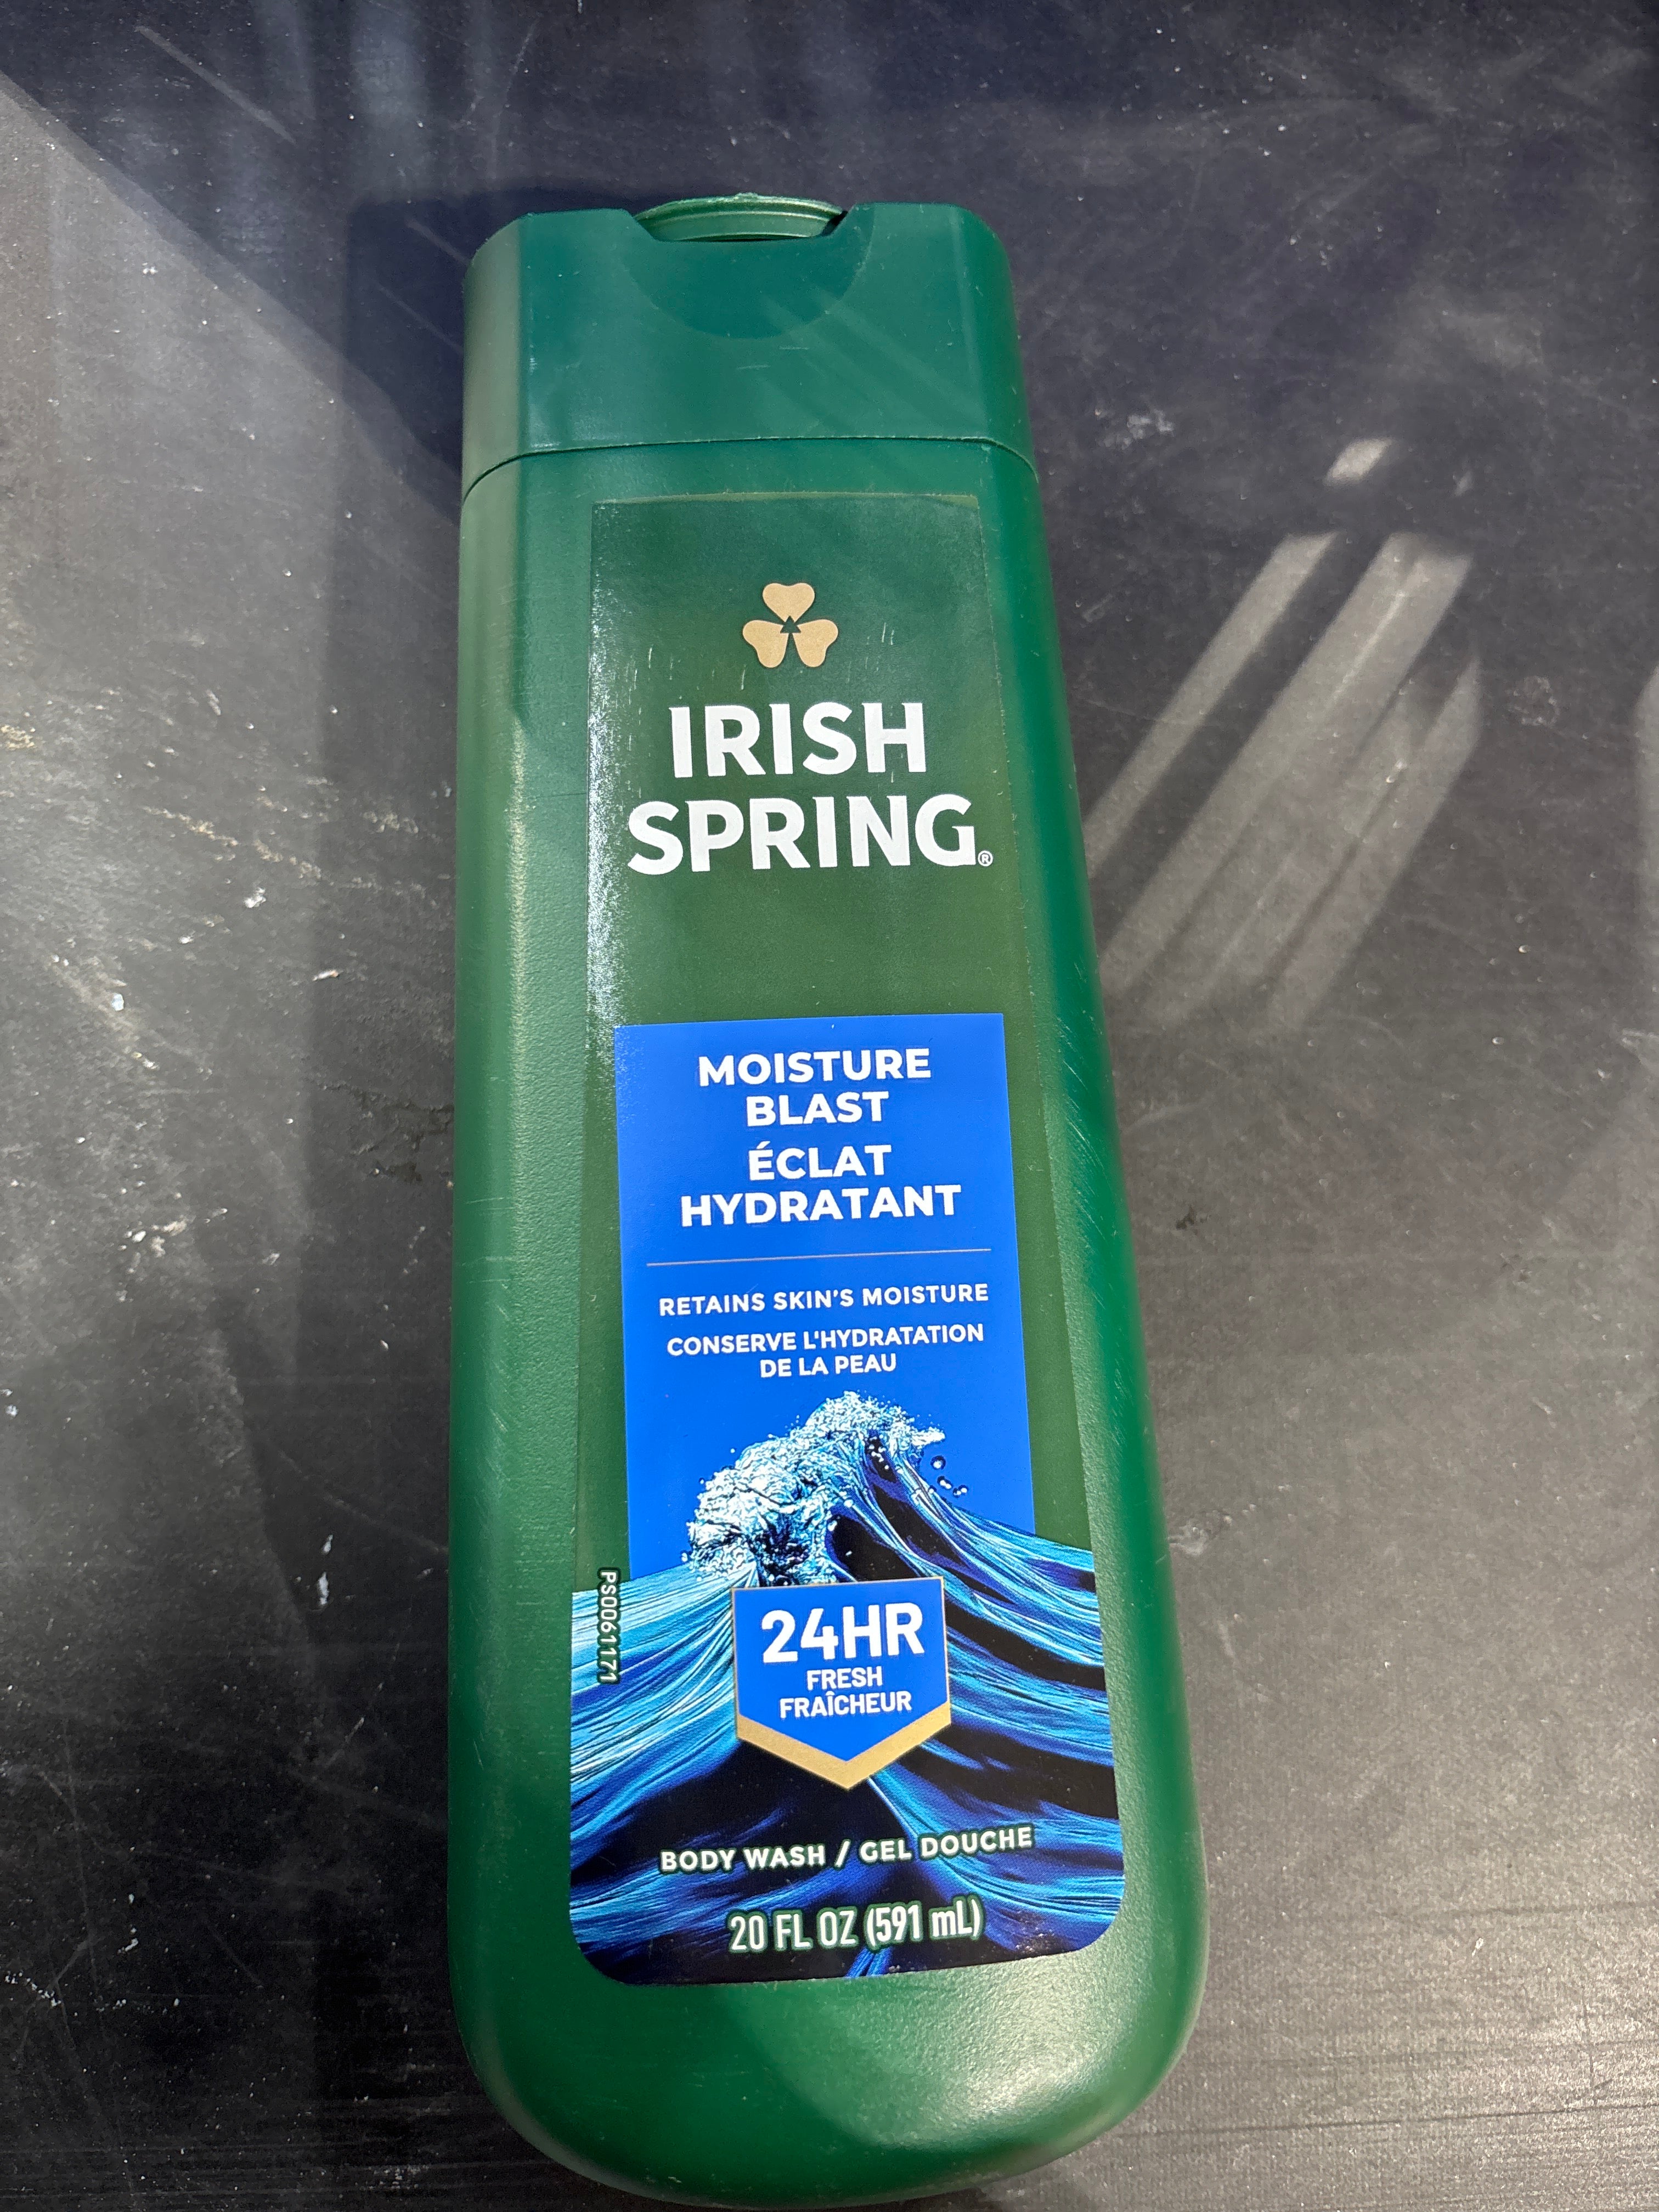 IRISH
SPRING®
MOISTURE
BLAST
ÉCLAT
HYDRATANT
RETAINS SKIN'S MOISTURE
CONSERVE L'HYDRATATION
DE LA PEAU
PS0061171
24HR
FRESH
FRAÎCHEUR
BODY WASH / GEL DOUCHE
20 FL OZ (591 mL)